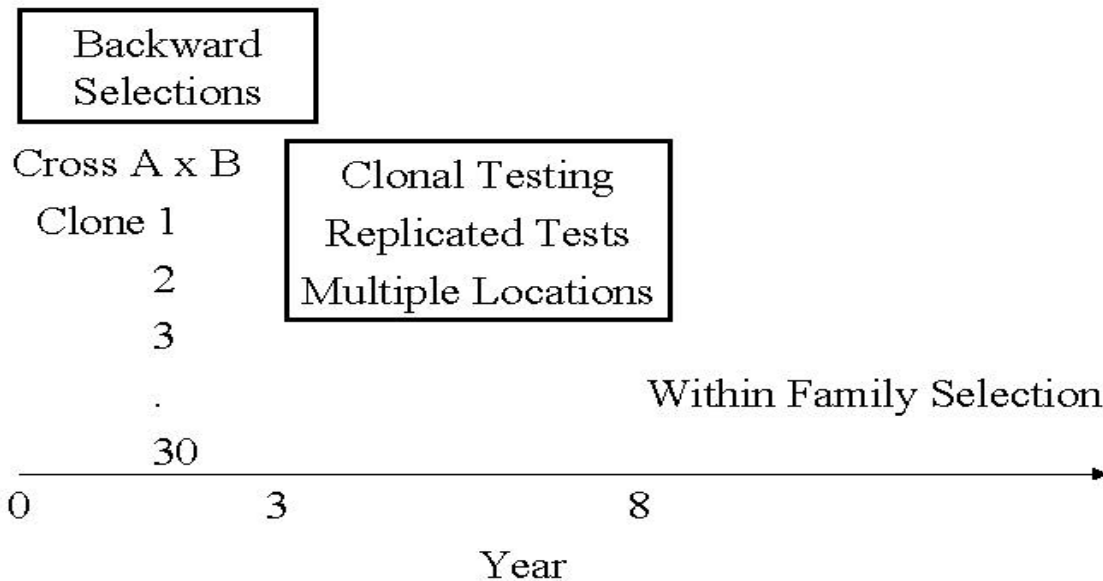 Backward
Selections
Cross A x B
Clone 1
2
3
.
30
Clonal Testing
Replicated Tests
Multiple Locations
Within Family Selection
0 3 8
Year